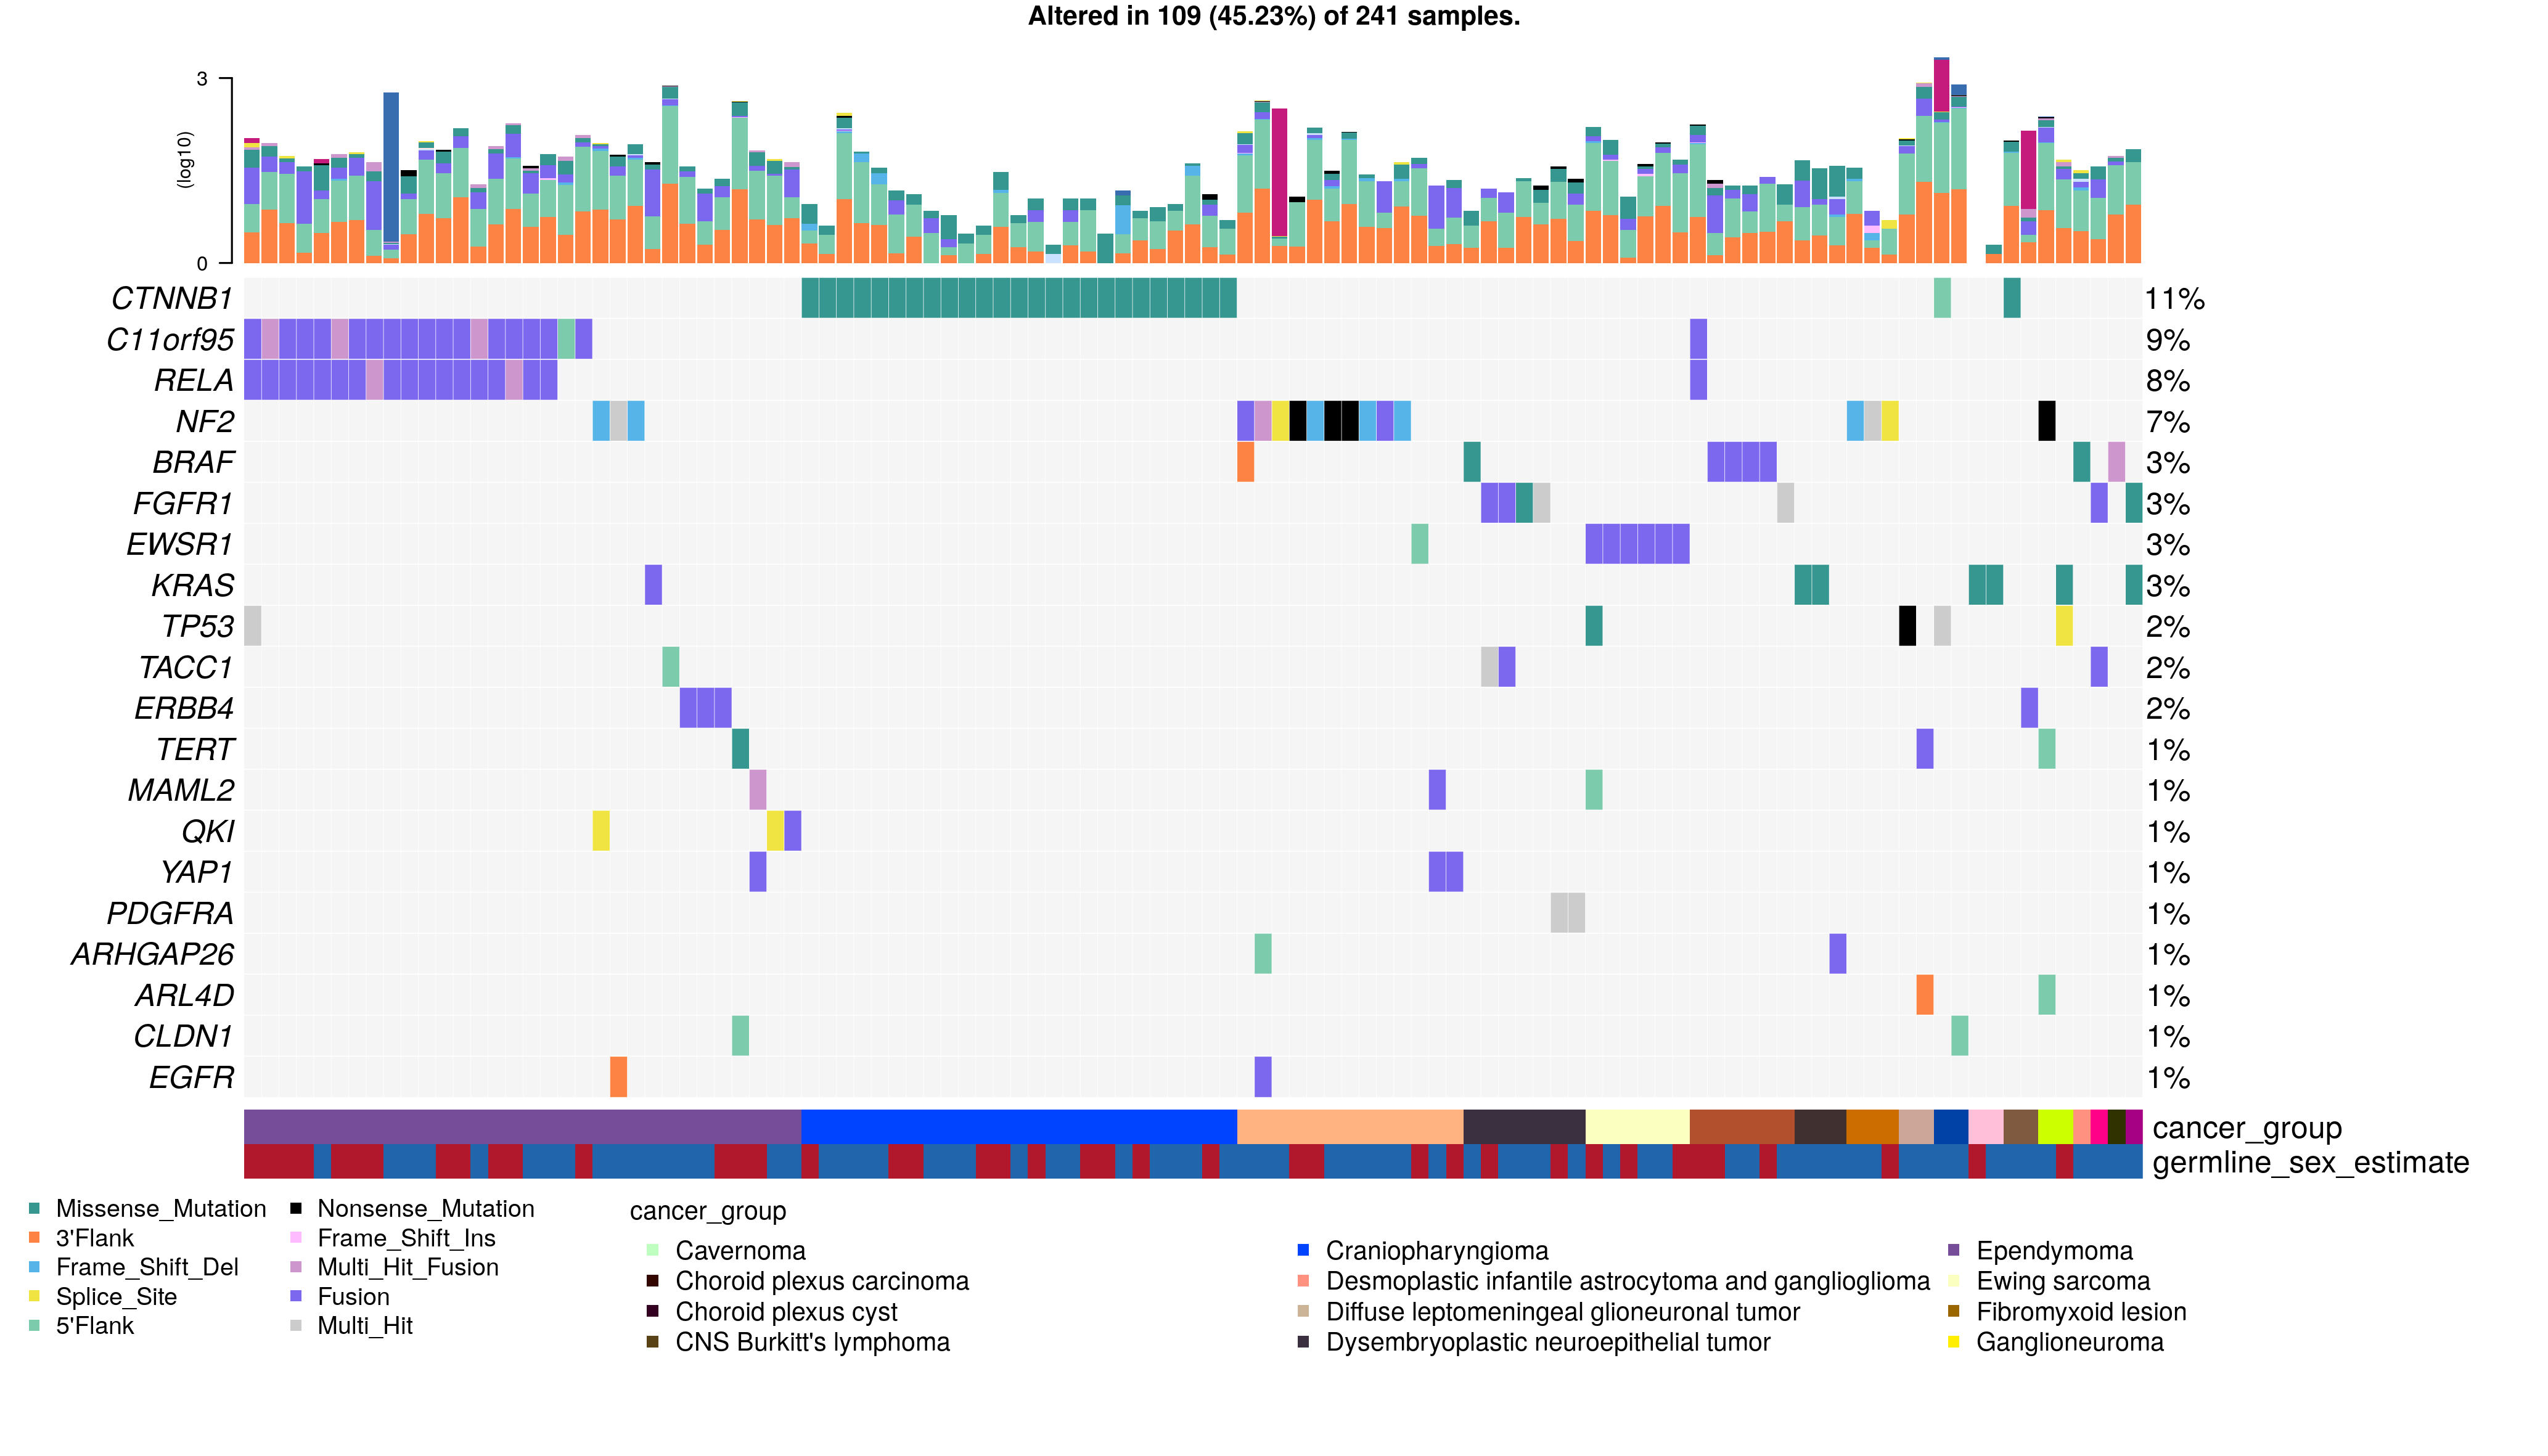 Altered in 109 (45.23%) of 241 samples.
3
(log10)
0
CTNNB1 11%
C11orf95 9%
RELA 8%
NF2 7%
BRAF 3%
FGFR1 3%
EWSR1 3%
KRAS 3%
TP53 2%
TACC1 2%
ERBB4 2%
TERT 1%
MAML2 1%
QKI 1%
YAP1 1%
PDGFRA 1%
ARHGAP26 1%
ARL4D 1%
CLDN1 1%
EGFR 1%
cancer_group
germline_sex_estimate
Missense_Mutation
3'Flank
Frame_Shift_Del
Splice_Site
5'Flank
Nonsense_Mutation
Frame_Shift_Ins
Multi_Hit_Fusion
Fusion
Multi_Hit
cancer_group
Cavernoma
Choroid plexus carcinoma
Choroid plexus cyst
CNS Burkitt's lymphoma
Craniopharyngioma
Desmoplastic infantile astrocytoma and ganglioglioma
Diffuse leptomeningeal glioneuronal tumor
Dysembryoplastic neuroepithelial tumor
Ependymoma
Ewing sarcoma
Fibromyxoid lesion
Ganglioneuroma